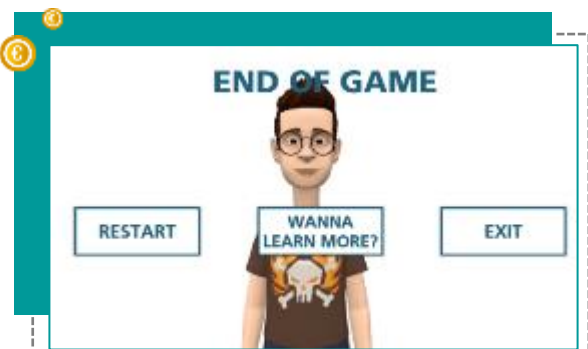 END OF GAME
RESTART
WANNA
LEARN MORE?
EXIT